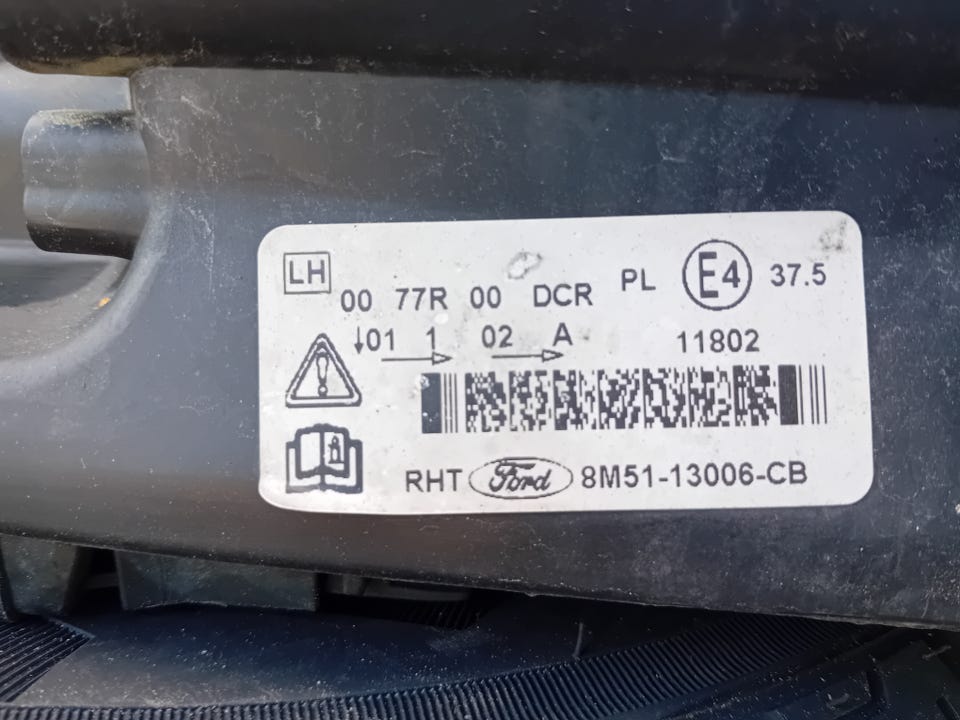 LH
00 77R 00 DCR PL E4 37.5
↓01 1 02 A 11802
RHT Ford 8M51-13006-CB